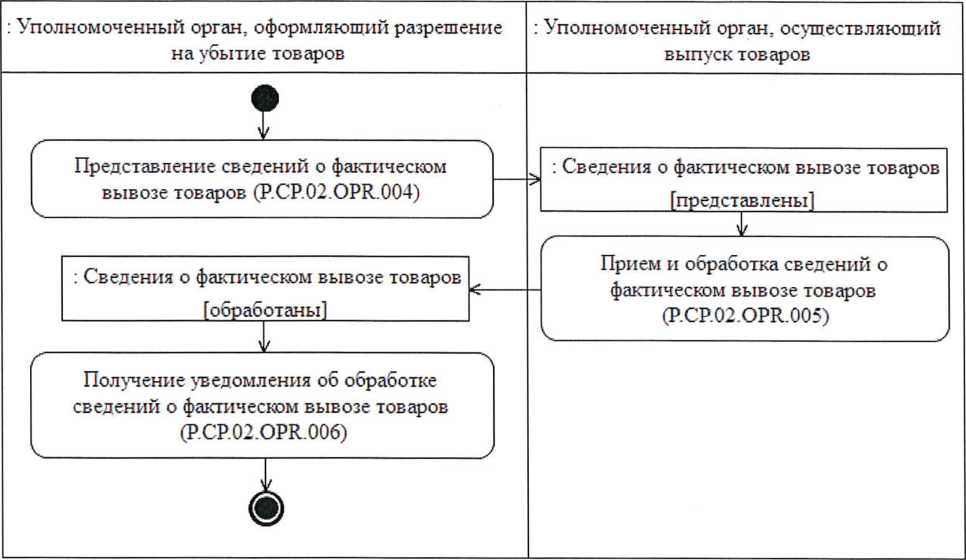 : Уполномоченный орган, оформляющий разрешение
на убытие товаров
: Уполномоченный орган, осуществляющий
выпуск товаров
Представление сведений о фактическом
вывозе товаров (P.CP.02.OPR.004)
: Сведения о фактическом вывозе товаров
[представлены]
Прием и обработка сведений о
фактическом вывозе товаров
(P.CP.02.OPR.005)
: Сведения о фактическом вывозе товаров
[обработаны]
Получение уведомления об обработке
сведений о фактическом вывозе товаров
(P.CP.02.OPR.006)